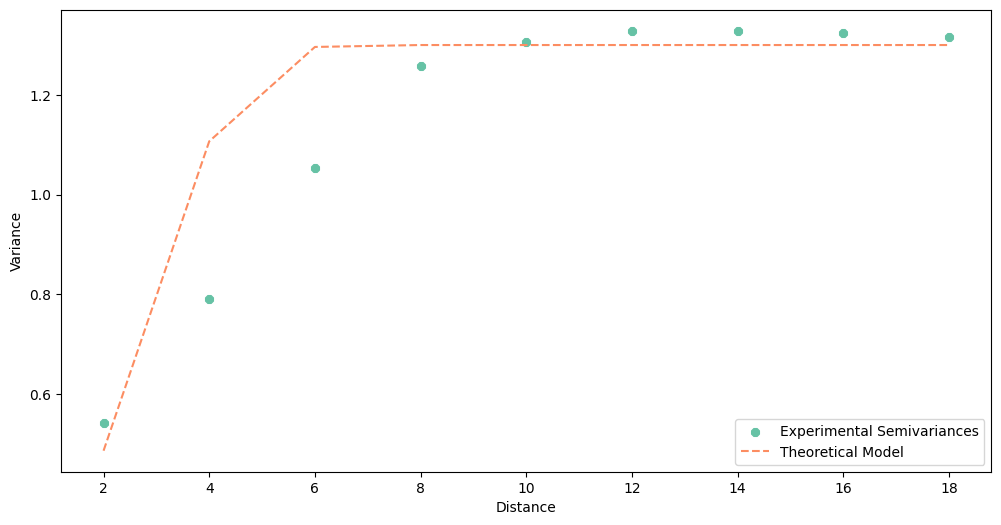 Variance
1.2
1.0
0.8
0.6
2 4 6 8 10 12 14 16 18
Distance
Experimental Semivariances
Theoretical Model